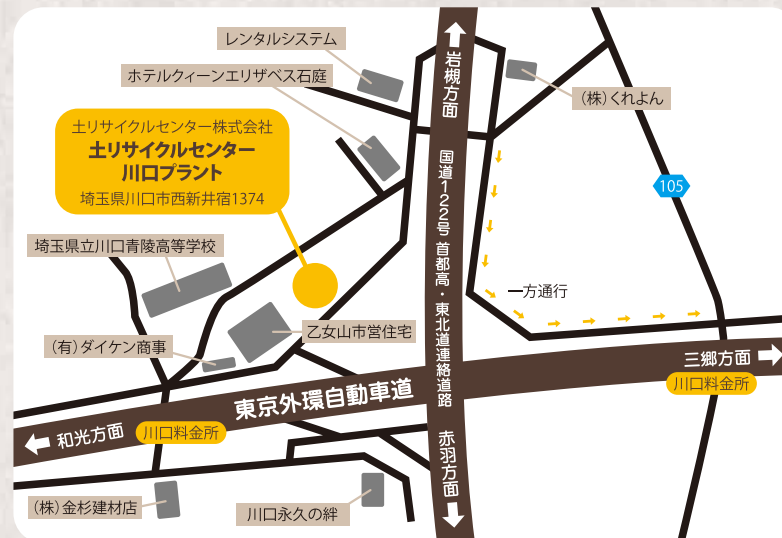 レンタルシステム
ホテルクィーンエリザベス石庭
土リサイクルセンター株式会社
土リサイクルセンター
川口プラント
埼玉県川口市西新井宿1374
岩槻方面
(株)くれよん
105
国道122号 首都高・東北道連絡道路
埼玉県立川口青陵高等学校
一方通行
乙女山市営住宅
(有)ダイケン商事
三郷方面
川口料金所
東京外環自動車道
和光方面
川口料金所
赤羽方面
(株)金杉建材店
川口永久の絆